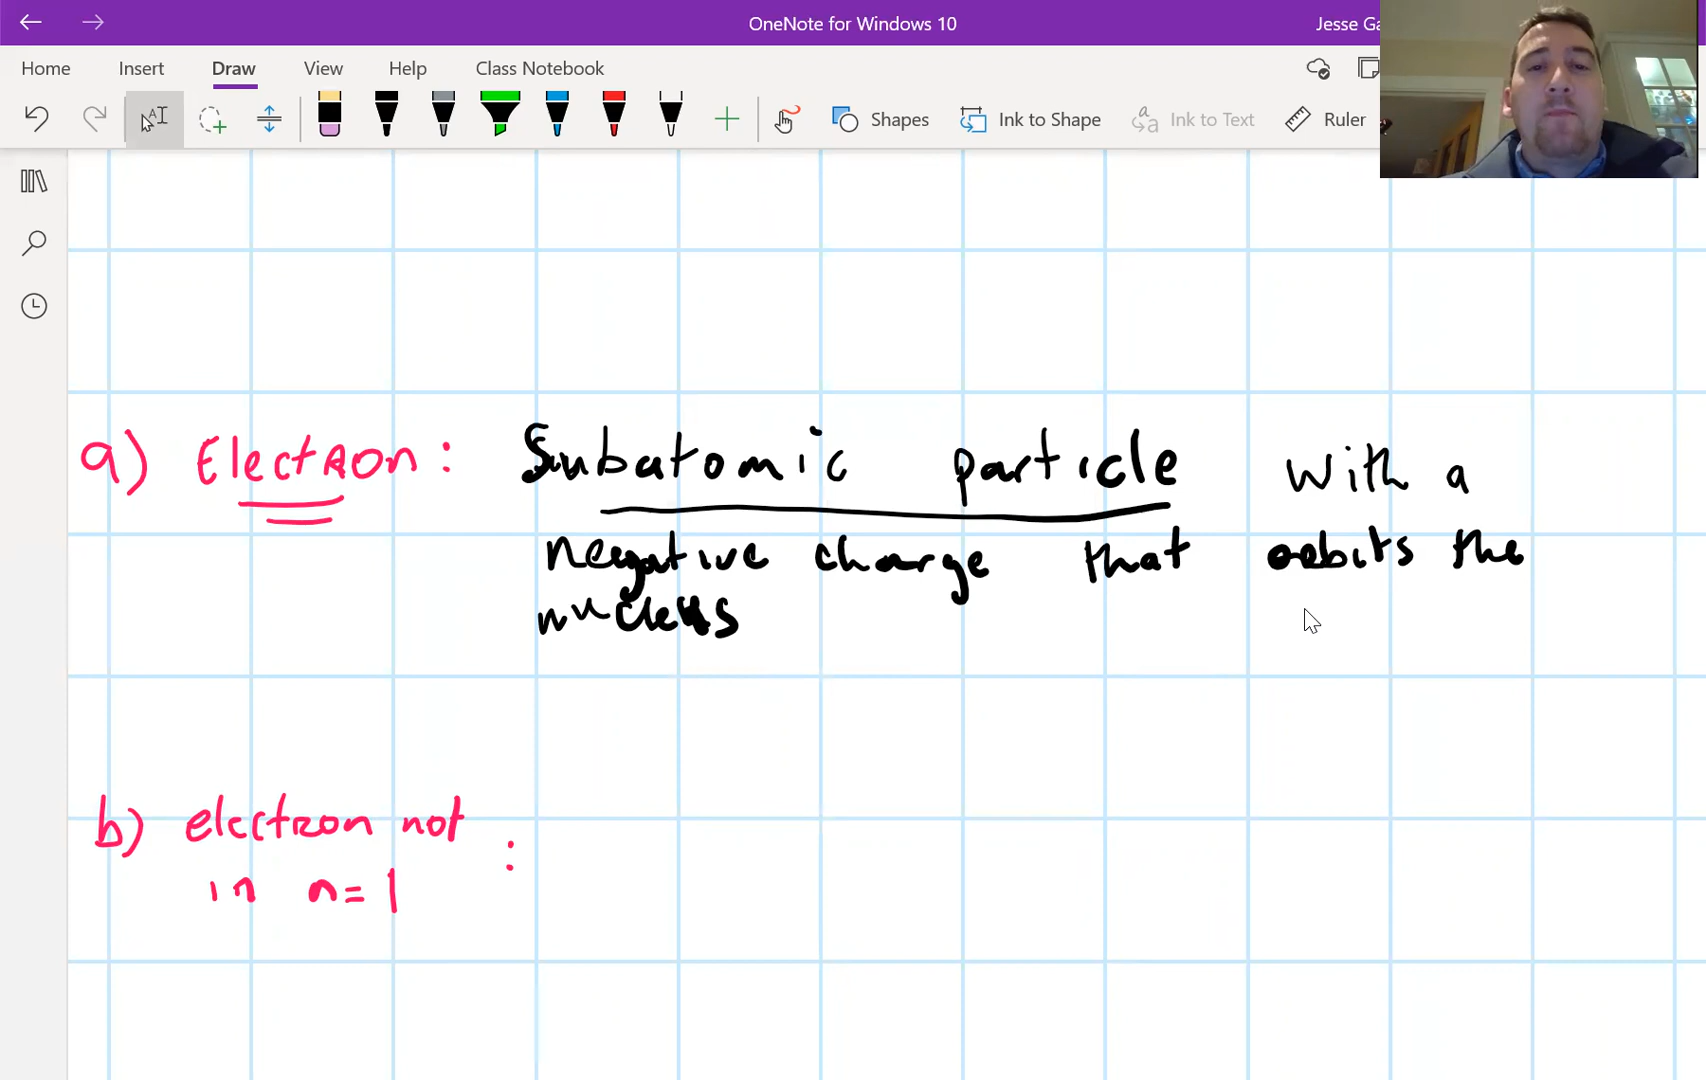 OneNote for Windows 10
Jesse Ga
Home Insert Draw View Help Class Notebook
Shapes Ink to Shape Ink to Text Ruler
a) Electron: Subatomic particle with a
negative charge that orbits the
nucleus
b) electron not
in n=1 :